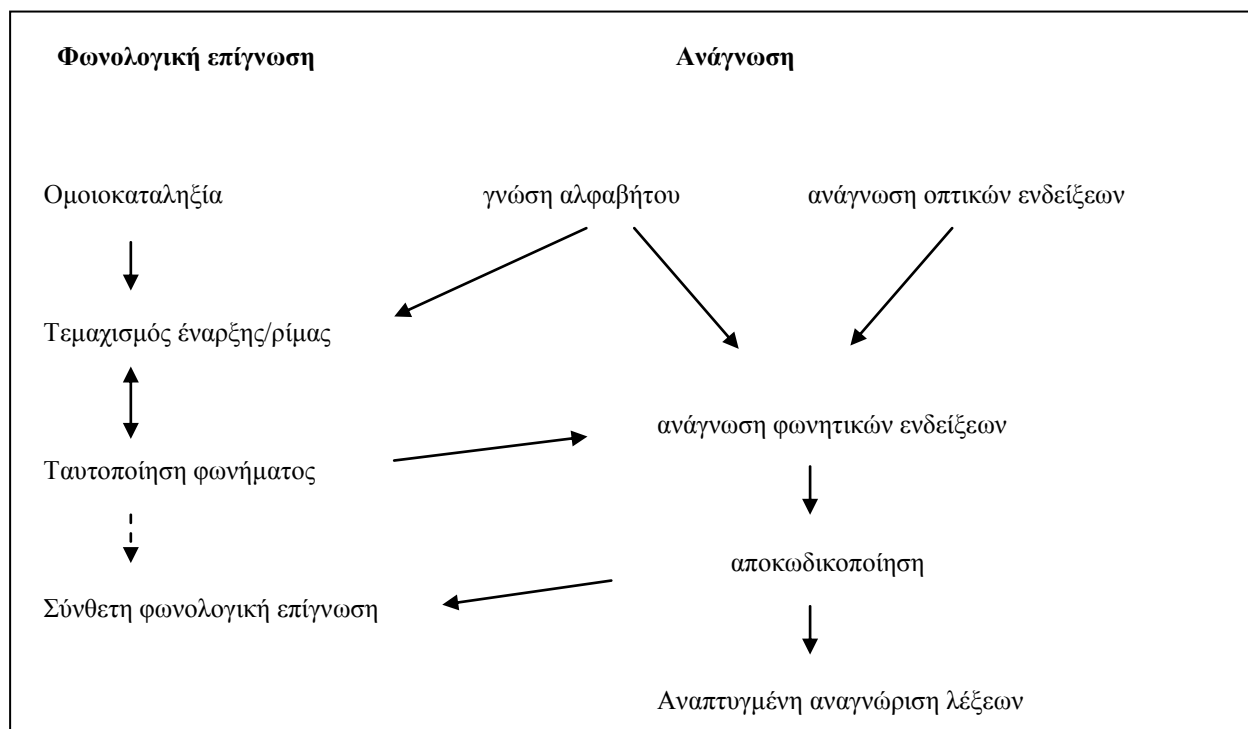 Φωνολογική επίγνωση
Ανάγνωση
Ομοιοκαταληξία
γνώση αλφαβήτου
ανάγνωση οπτικών ενδείξεων
Τεμαχισμός έναρξης/ρίμας
ανάγνωση φωνητικών ενδείξεων
Ταυτοποίηση φωνήματος
αποκωδικοποίηση
Σύνθετη φωνολογική επίγνωση
Αναπτυγμένη αναγνώριση λέξεων